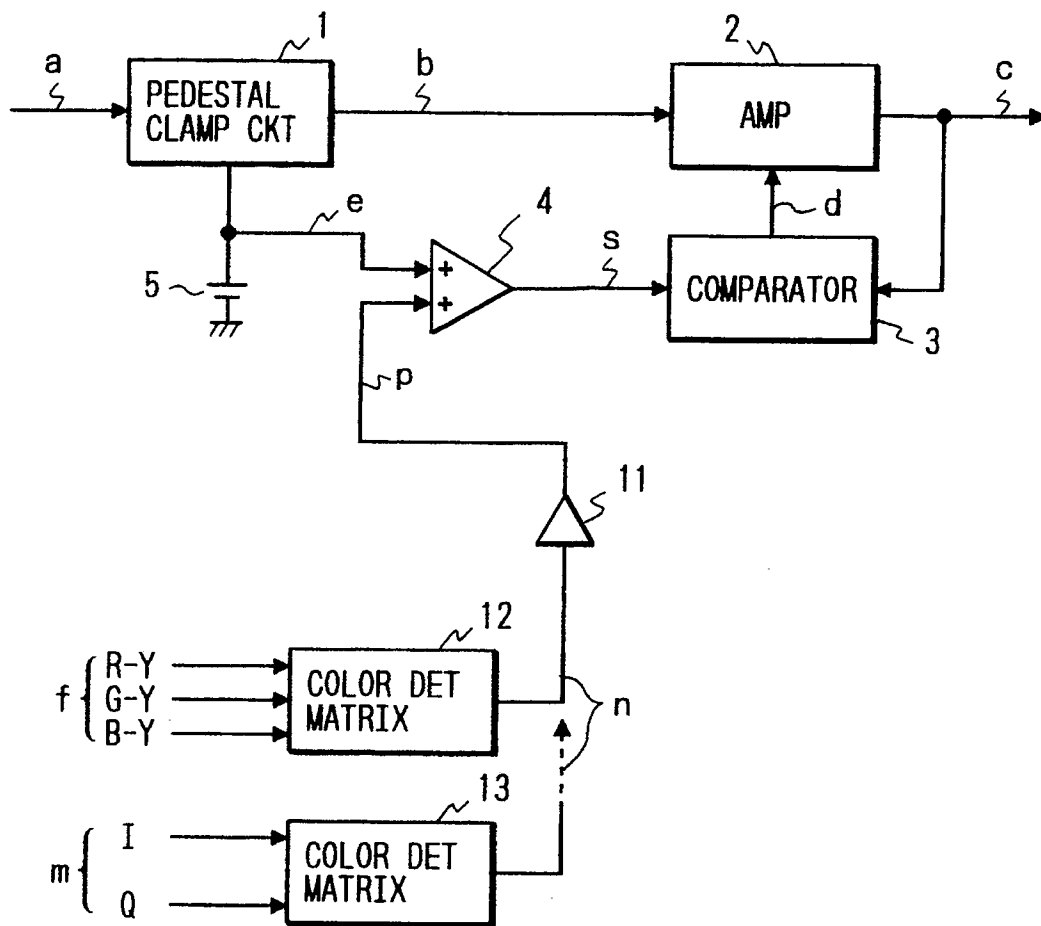 1
2
a
b
c
PEDESTAL
CLAMP CKT
AMP
e
4
d
s
5
+
+
COMPARATOR
3
p
11
12
R-Y
G-Y
B-Y
f
COLOR DET
MATRIX
n
13
I
Q
m
COLOR DET
MATRIX